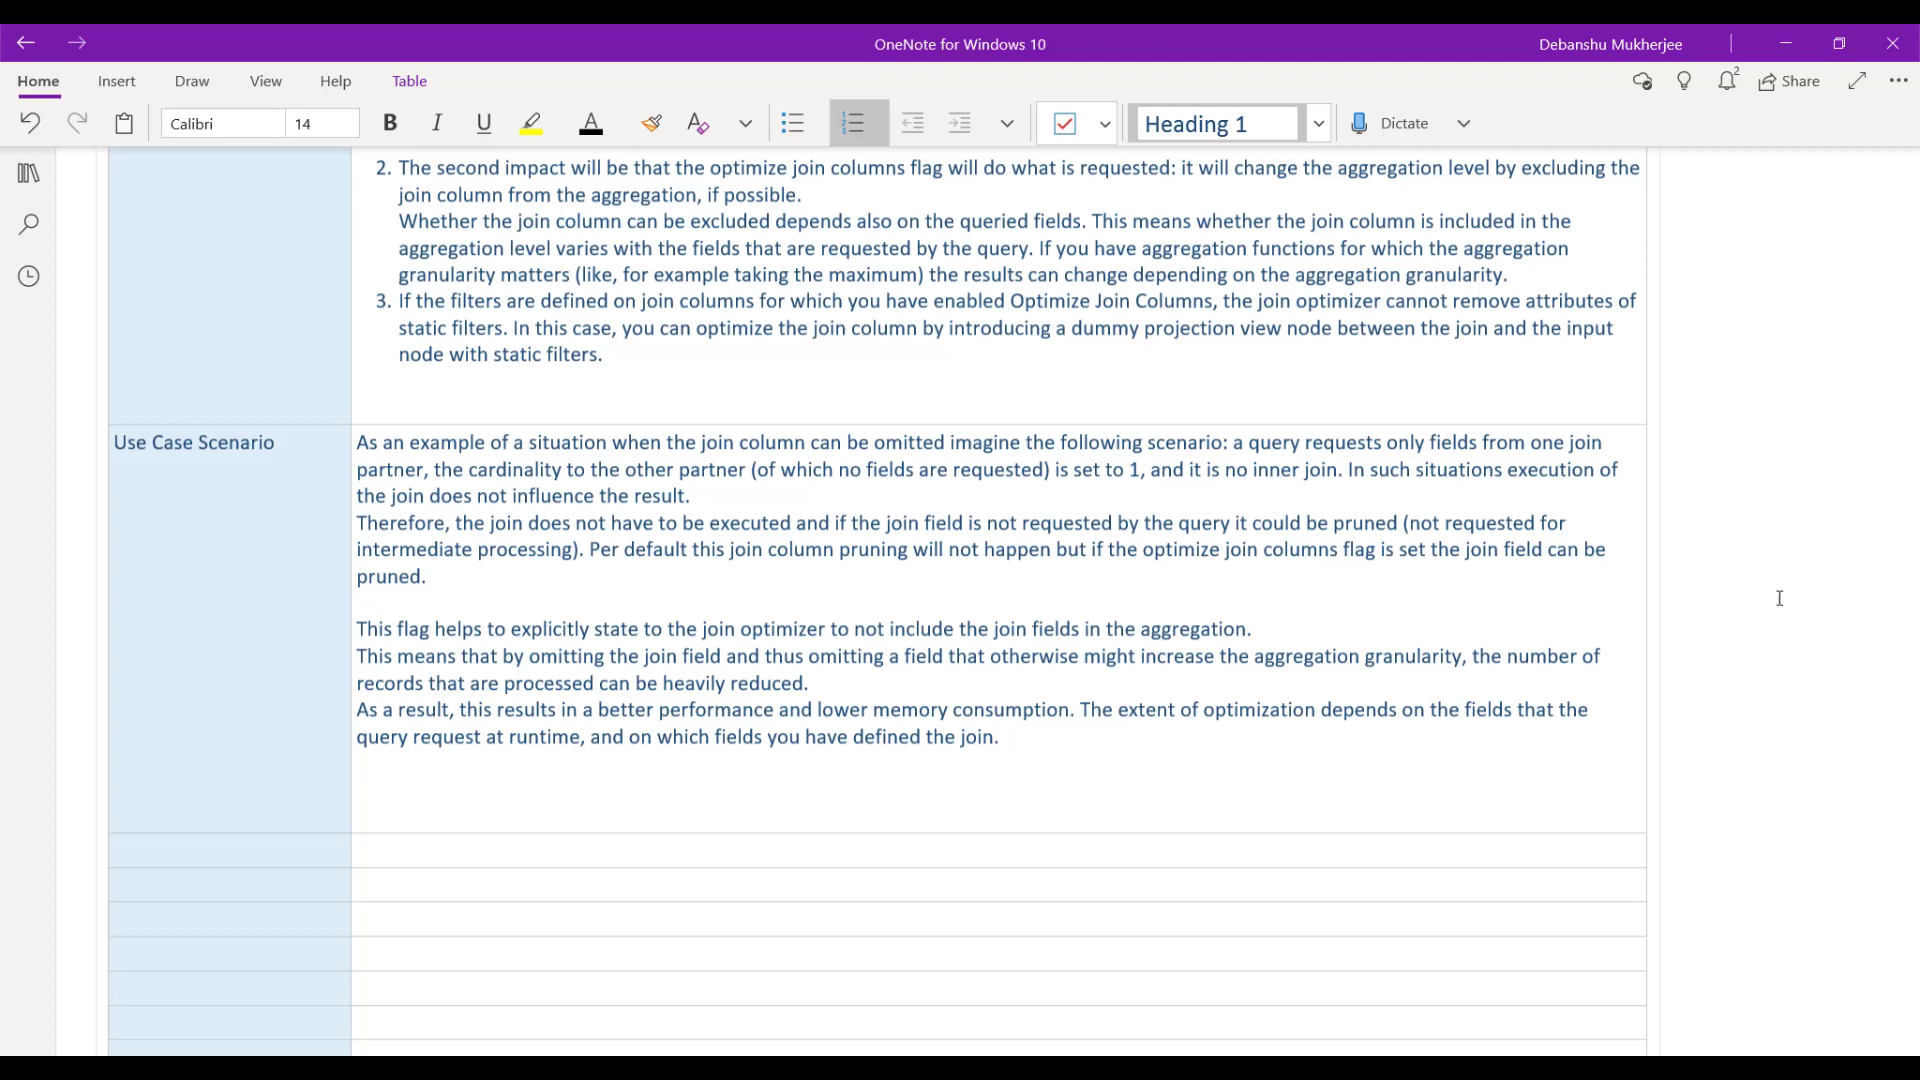 OneNote for Windows 10
Debanshu Mukherjee
Home Insert Draw View Help Table
2
Share
Calibri 14 B I U A A Heading 1 Dictate
2. The second impact will be that the optimize join columns flag will do what is requested: it will change the aggregation level by excluding the
join column from the aggregation, if possible.
Whether the join column can be excluded depends also on the queried fields. This means whether the join column is included in the
aggregation level varies with the fields that are requested by the query. If you have aggregation functions for which the aggregation
granularity matters (like, for example taking the maximum) the results can change depending on the aggregation granularity.
3. If the filters are defined on join columns for which you have enabled Optimize Join Columns, the join optimizer cannot remove attributes of
static filters. In this case, you can optimize the join column by introducing a dummy projection view node between the join and the input
node with static filters.
Use Case Scenario
As an example of a situation when the join column can be omitted imagine the following scenario: a query requests only fields from one join
partner, the cardinality to the other partner (of which no fields are requested) is set to 1, and it is no inner join. In such situations execution of
the join does not influence the result.
Therefore, the join does not have to be executed and if the join field is not requested by the query it could be pruned (not requested for
intermediate processing). Per default this join column pruning will not happen but if the optimize join columns flag is set the join field can be
pruned.
This flag helps to explicitly state to the join optimizer to not include the join fields in the aggregation.
This means that by omitting the join field and thus omitting a field that otherwise might increase the aggregation granularity, the number of
records that are processed can be heavily reduced.
As a result, this results in a better performance and lower memory consumption. The extent of optimization depends on the fields that the
query request at runtime, and on which fields you have defined the join.